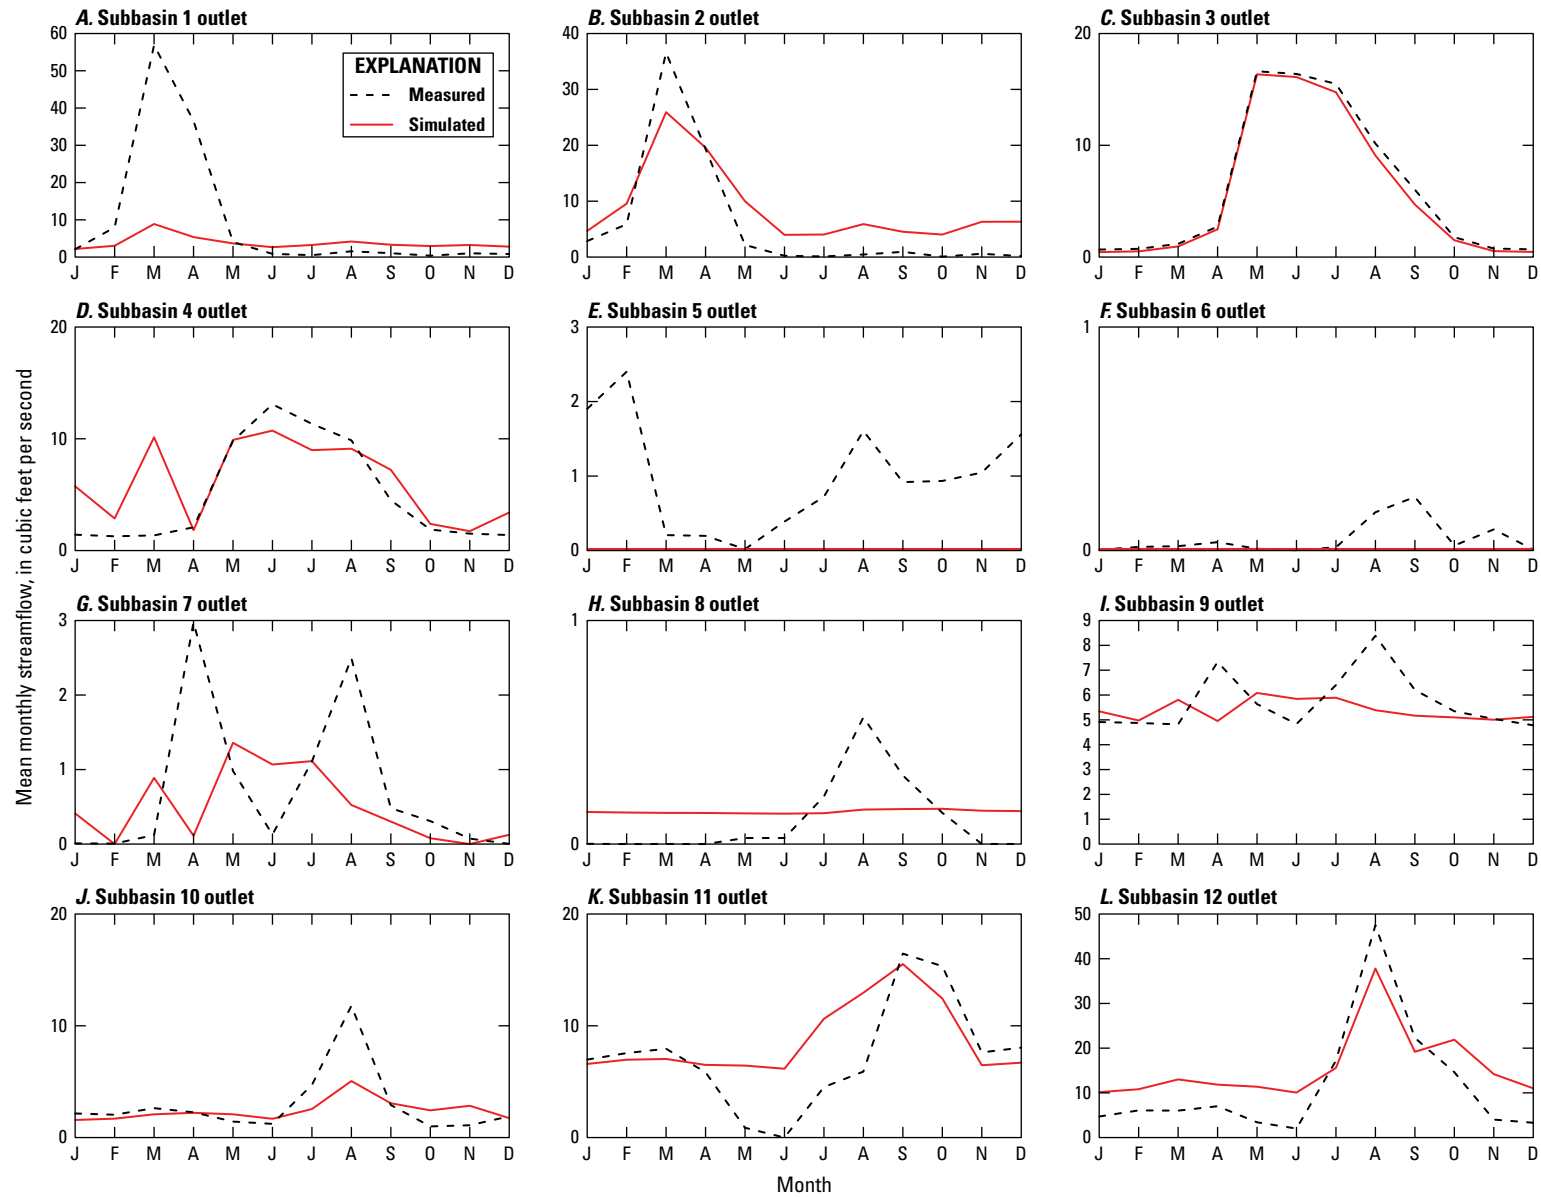 A. Subbasin 1 outlet
B. Subbasin 2 outlet
C. Subbasin 3 outlet
60
50
40
30
20
10
0
EXPLANATION
Measured
Simulated
J F M A M J J A S O N D
40
30
20
10
0
J F M A M J J A S O N D
20
10
0
J F M A M J J A S O N D
D. Subbasin 4 outlet
E. Subbasin 5 outlet
F. Subbasin 6 outlet
20
10
0
J F M A M J J A S O N D
3
2
1
0
J F M A M J J A S O N D
1
0
J F M A M J J A S O N D
Mean monthly streamflow, in cubic feet per second
G. Subbasin 7 outlet
H. Subbasin 8 outlet
I. Subbasin 9 outlet
3
2
1
0
J F M A M J J A S O N D
1
0
J F M A M J J A S O N D
9
8
7
6
5
4
3
2
1
0
J F M A M J J A S O N D
J. Subbasin 10 outlet
K. Subbasin 11 outlet
L. Subbasin 12 outlet
20
10
0
J F M A M J J A S O N D
20
10
0
J F M A M J J A S O N D
50
40
30
20
10
0
J F M A M J J A S O N D
Month